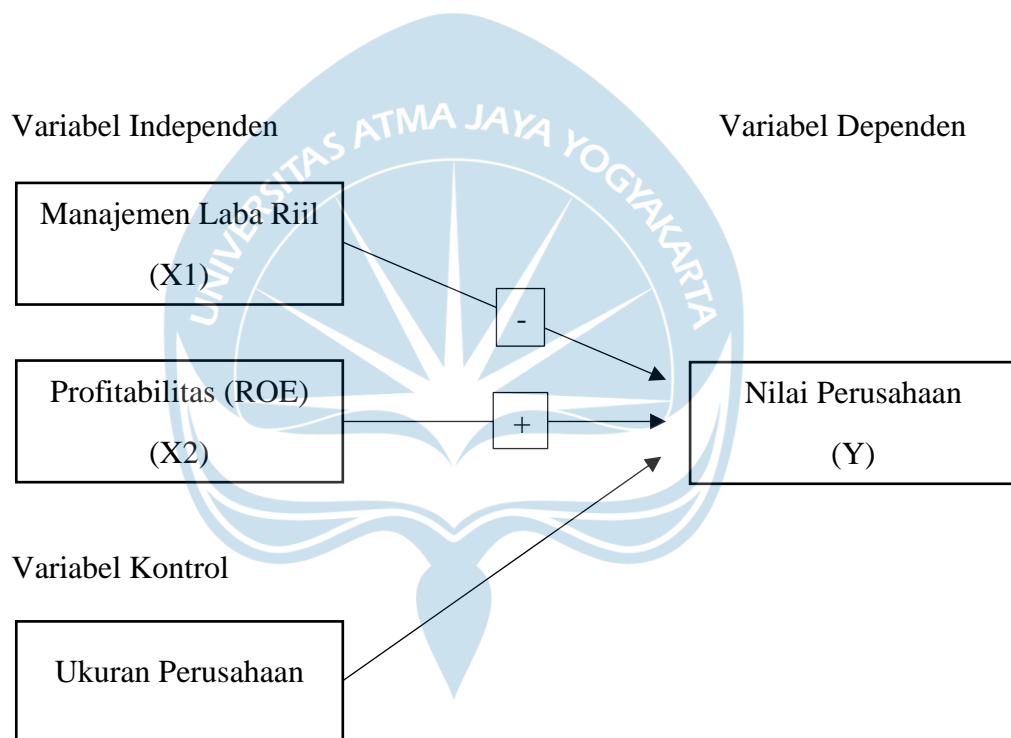 UNIVERSITAS ATMA JAYA YOGYAKARTA
Variabel Independen
Variabel Dependen
Manajemen Laba Riil
(X1)
-
Profitabilitas (ROE)
(X2)
+
Nilai Perusahaan
(Y)
Variabel Kontrol
Ukuran Perusahaan